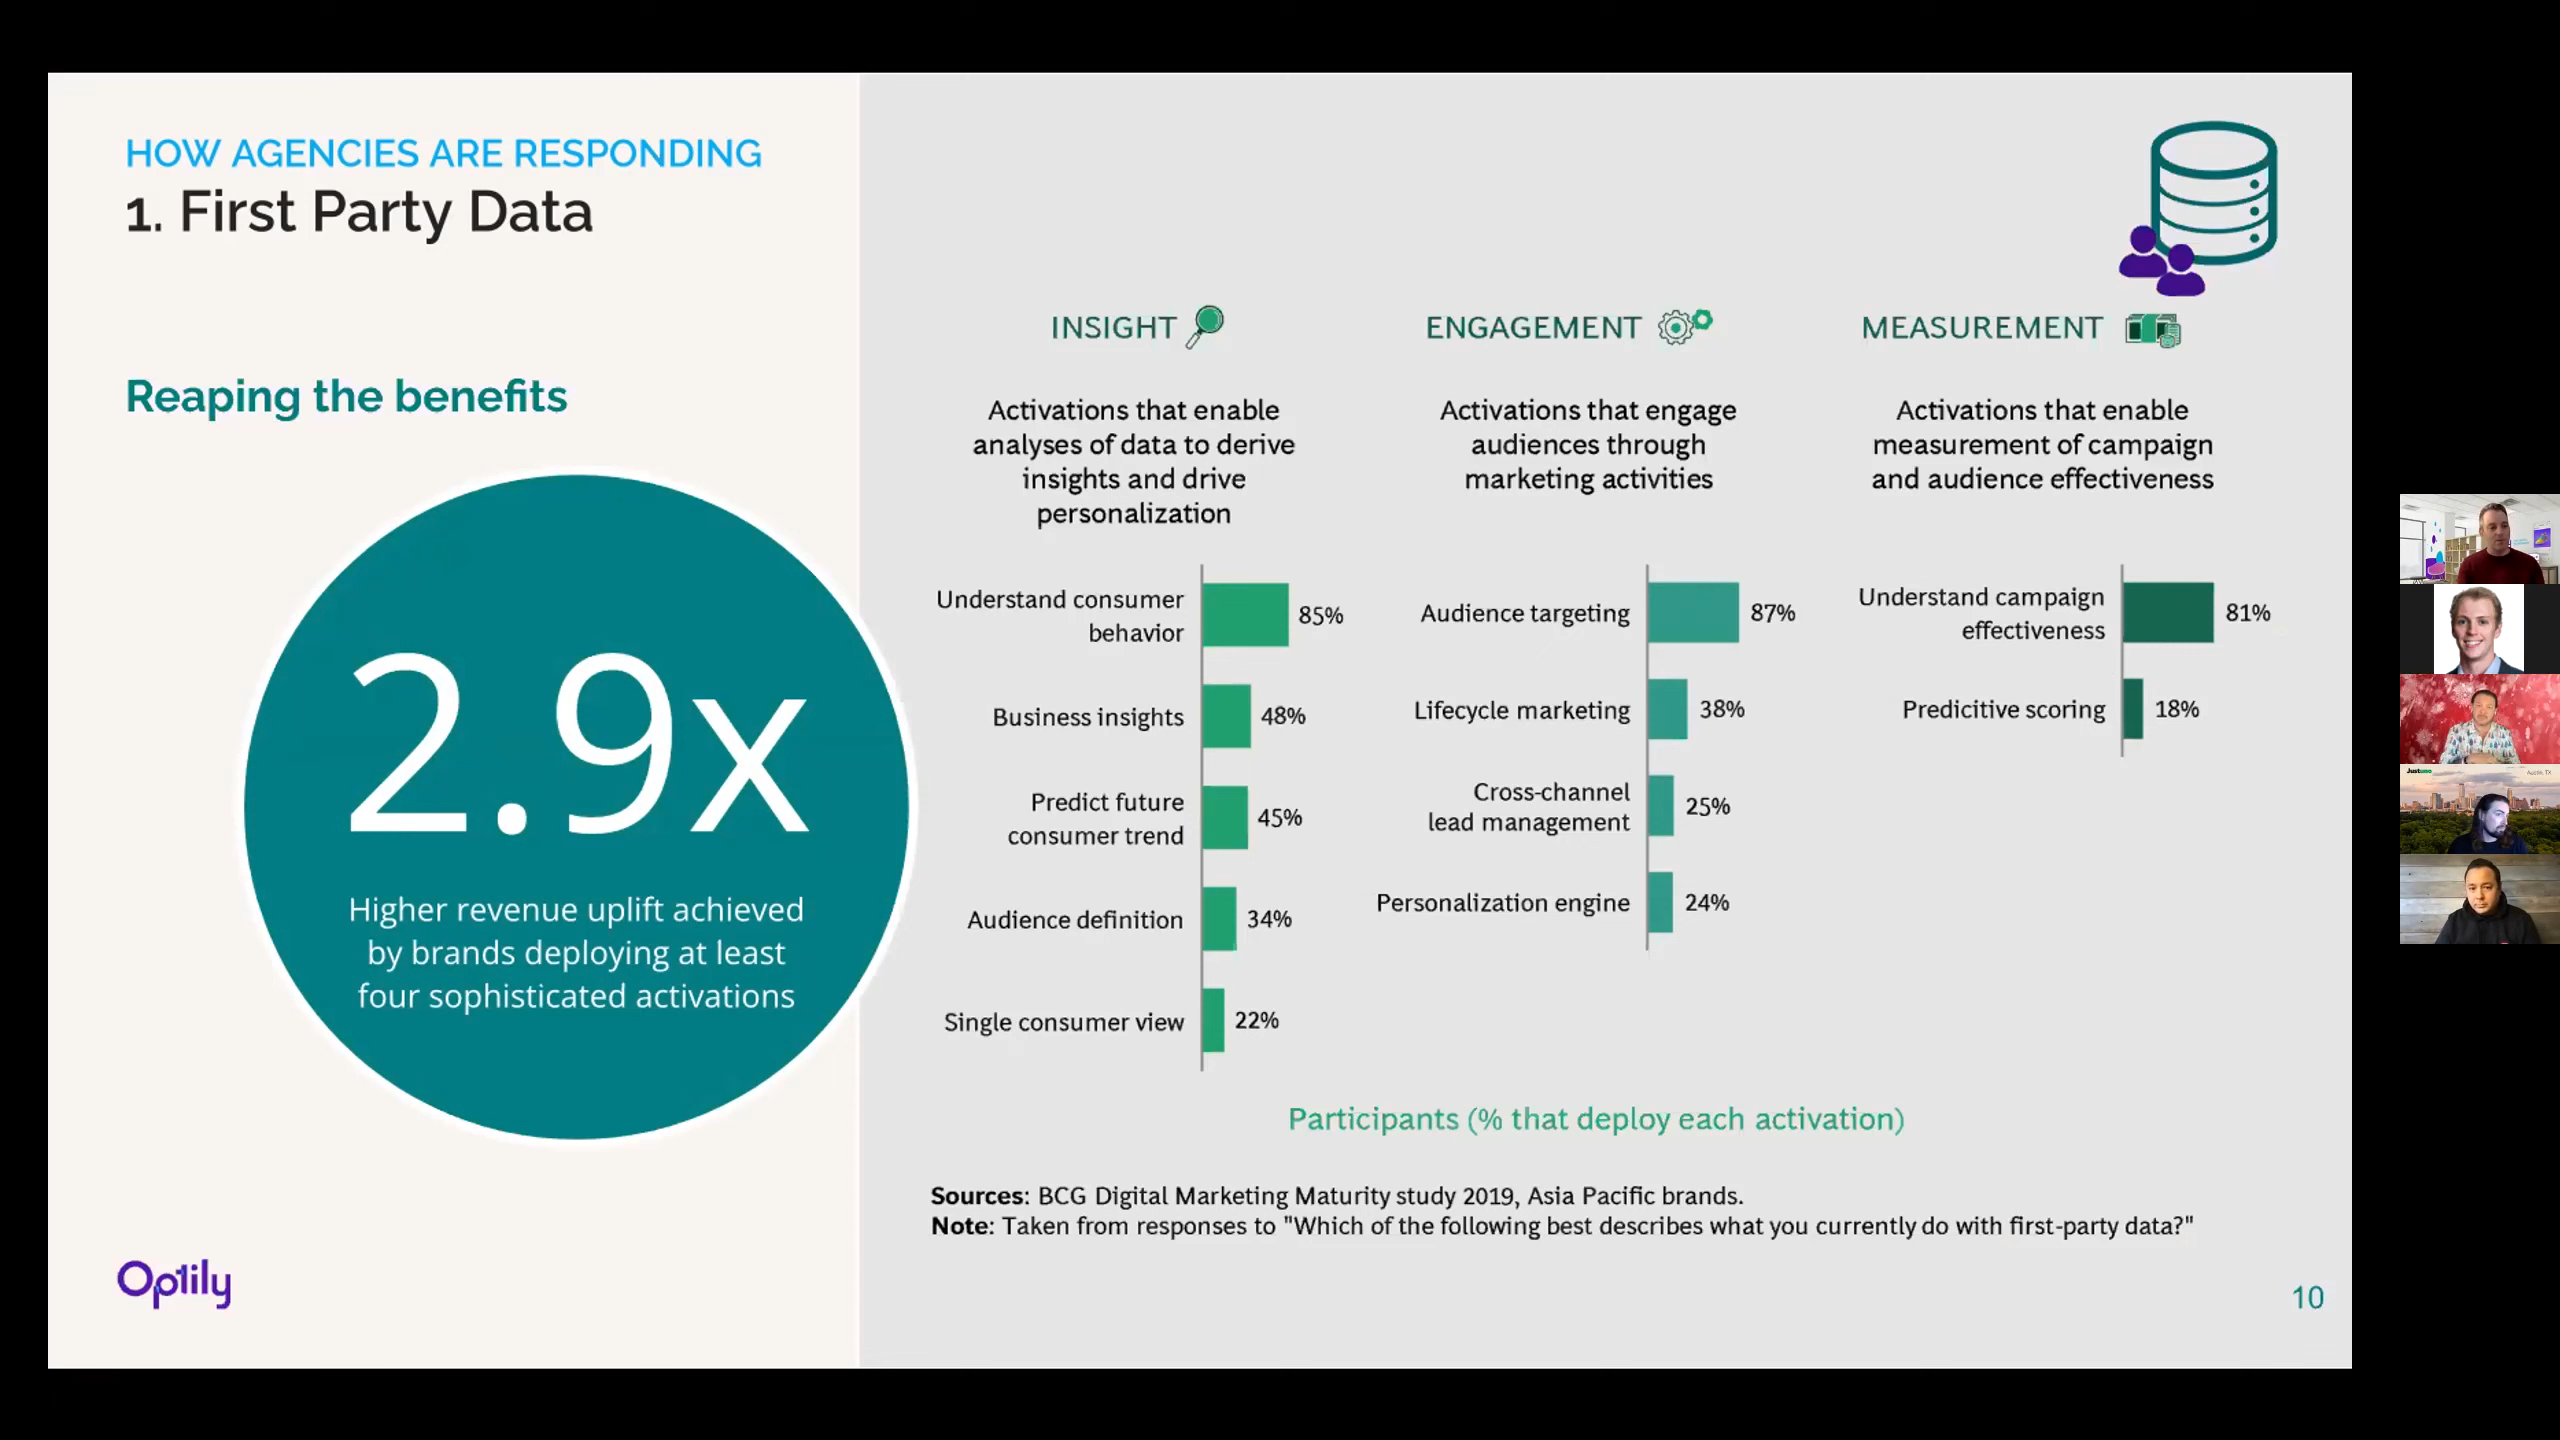 HOW AGENCIES ARE RESPONDING
1. First Party Data
Reaping the benefits
2.9x
Higher revenue uplift achieved
by brands deploying at least
four sophisticated activations
Optily
INSIGHT
Activations that enable
analyses of data to derive
insights and drive
personalization
Understand consumer
behavior
85%
Business insights
48%
Predict future
consumer trend
45%
Audience definition
34%
Single consumer view
22%
ENGAGEMENT
Activations that engage
audiences through
marketing activities
Audience targeting
87%
Lifecycle marketing
38%
Cross-channel
lead management
25%
Personalization engine
24%
MEASUREMENT
Activations that enable
measurement of campaign
and audience effectiveness
Understand campaign
effectiveness
81%
Predicitive scoring
18%
Participants (% that deploy each activation)
Sources: BCG Digital Marketing Maturity study 2019, Asia Pacific brands.
Note: Taken from responses to "Which of the following best describes what you currently do with first-party data?"
10
Justuno
Austin, TX